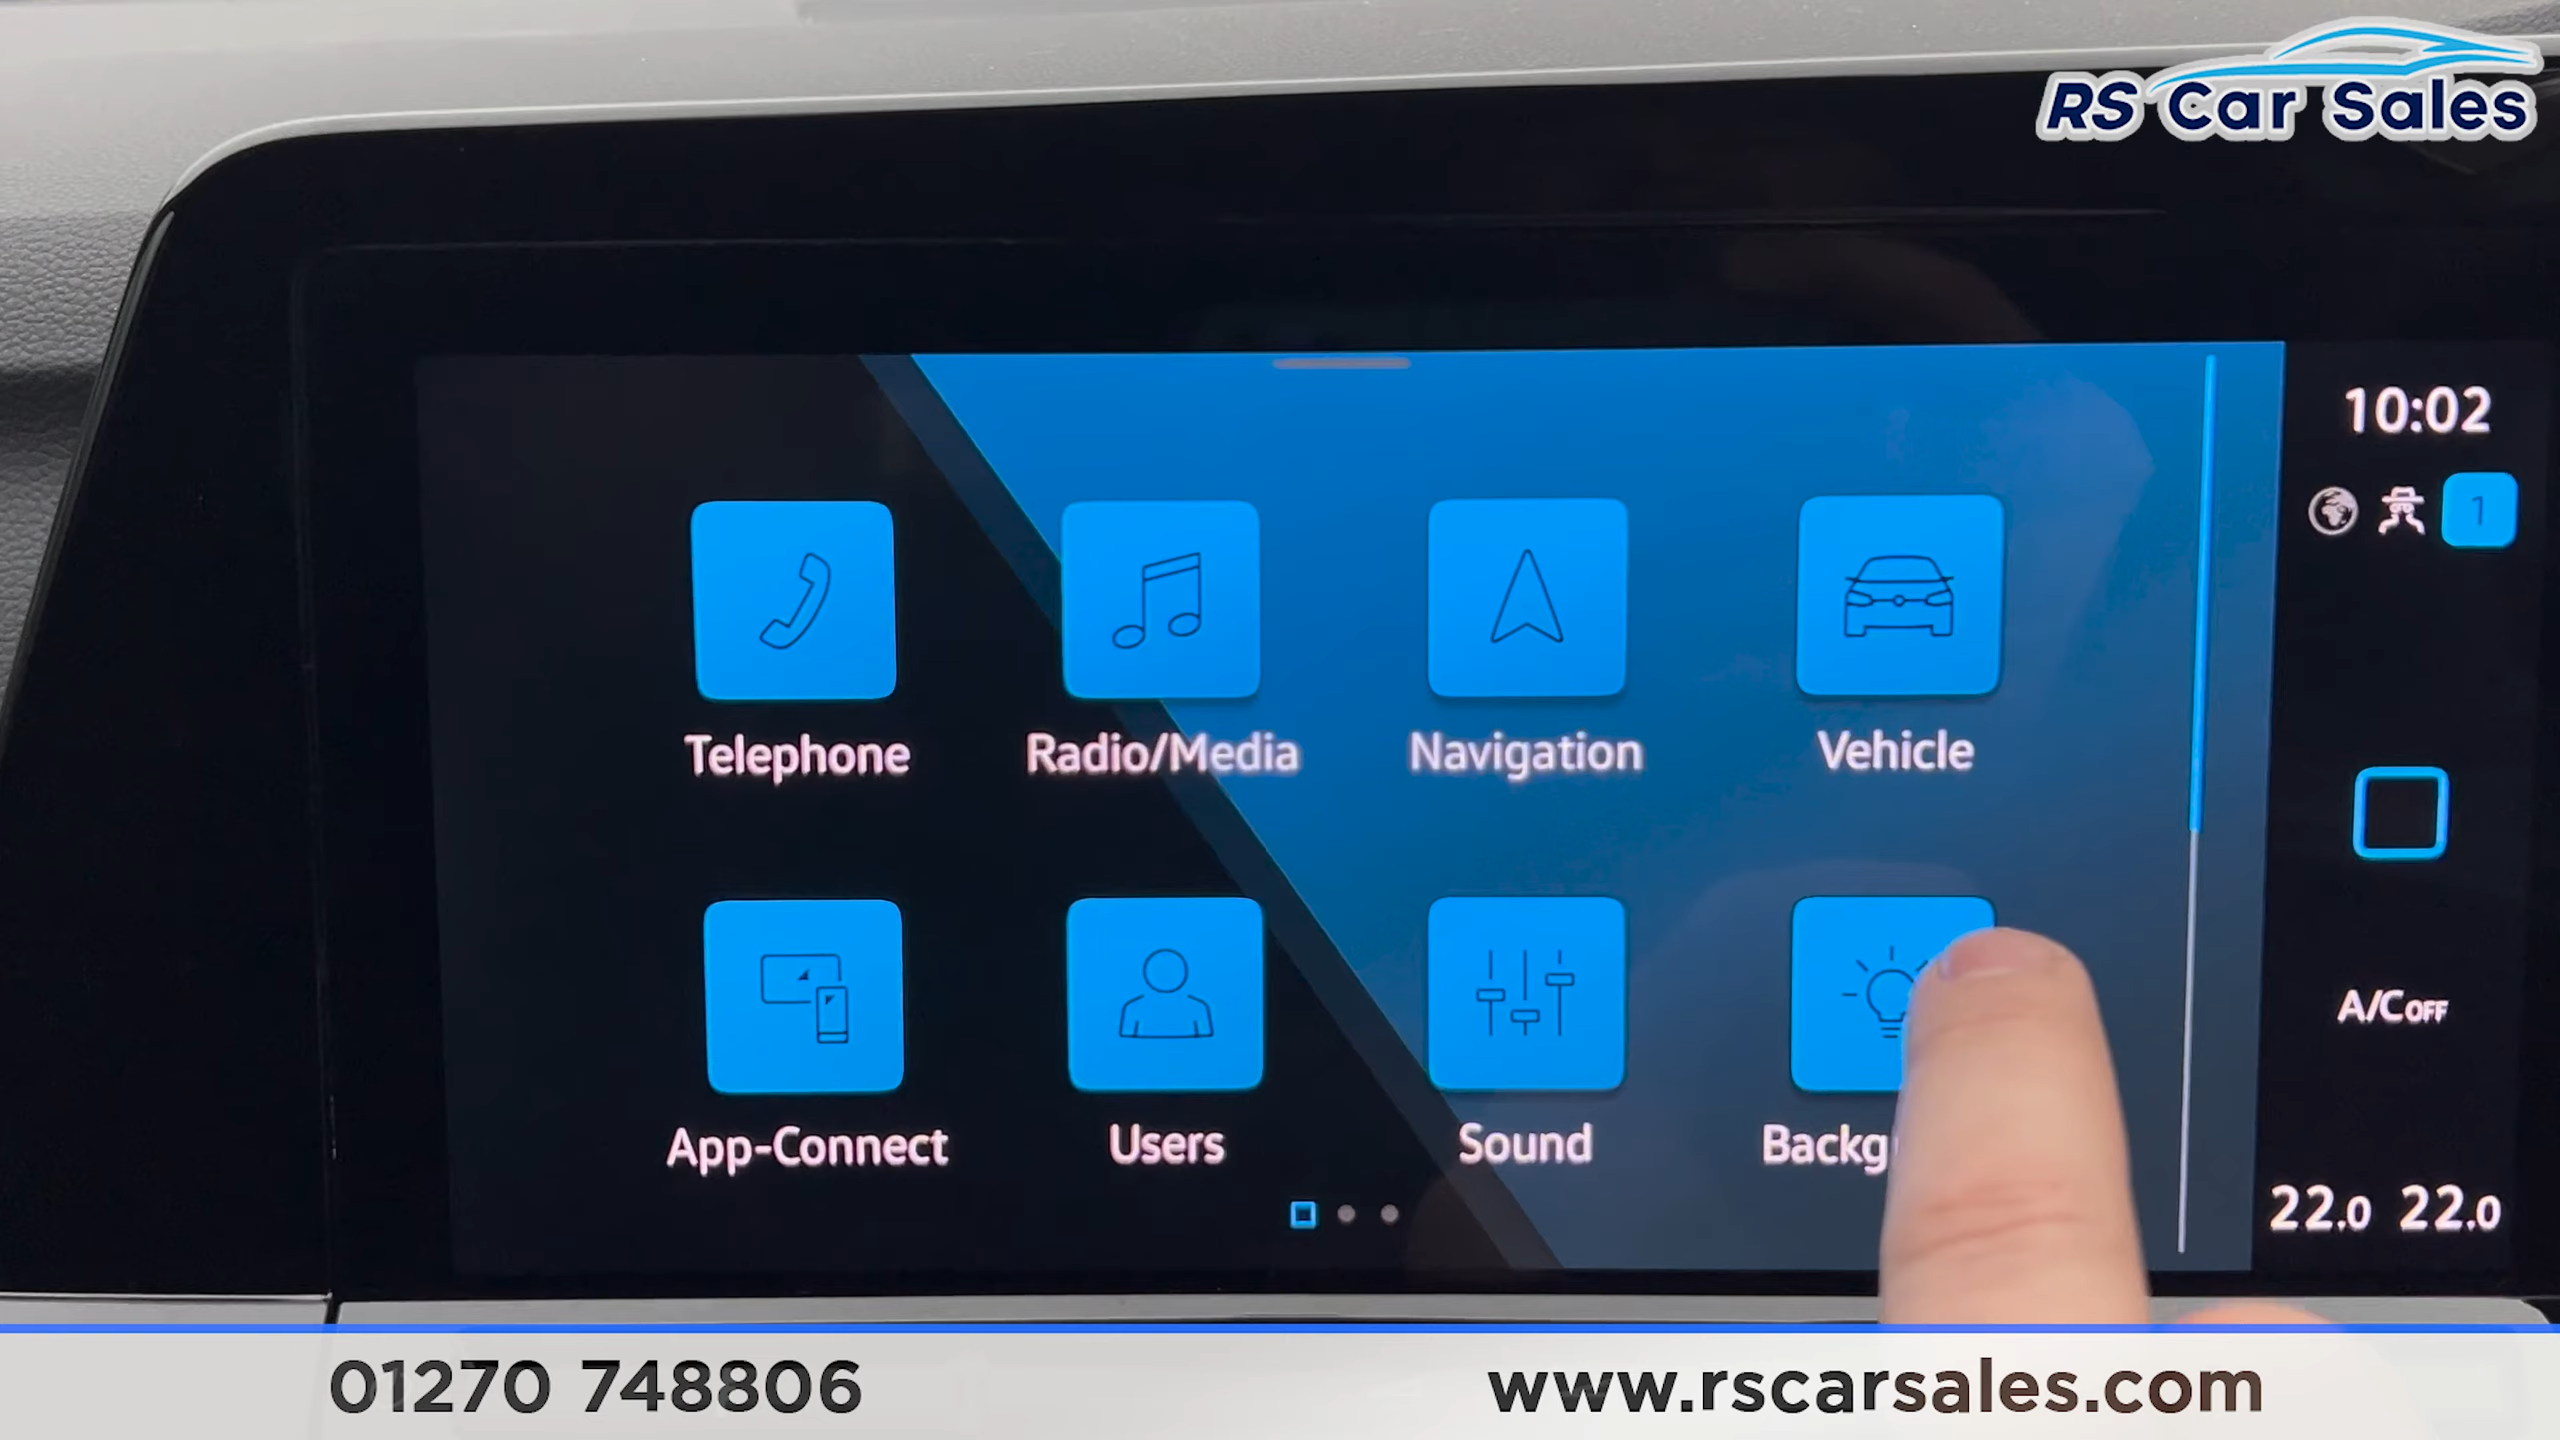 RS Car Sales
10:02
1
Telephone
Radio/Media
Navigation
Vehicle
App-Connect
Users
Sound
A/C OFF
22.0 22.0
01270 748806
www.rscarsales.com